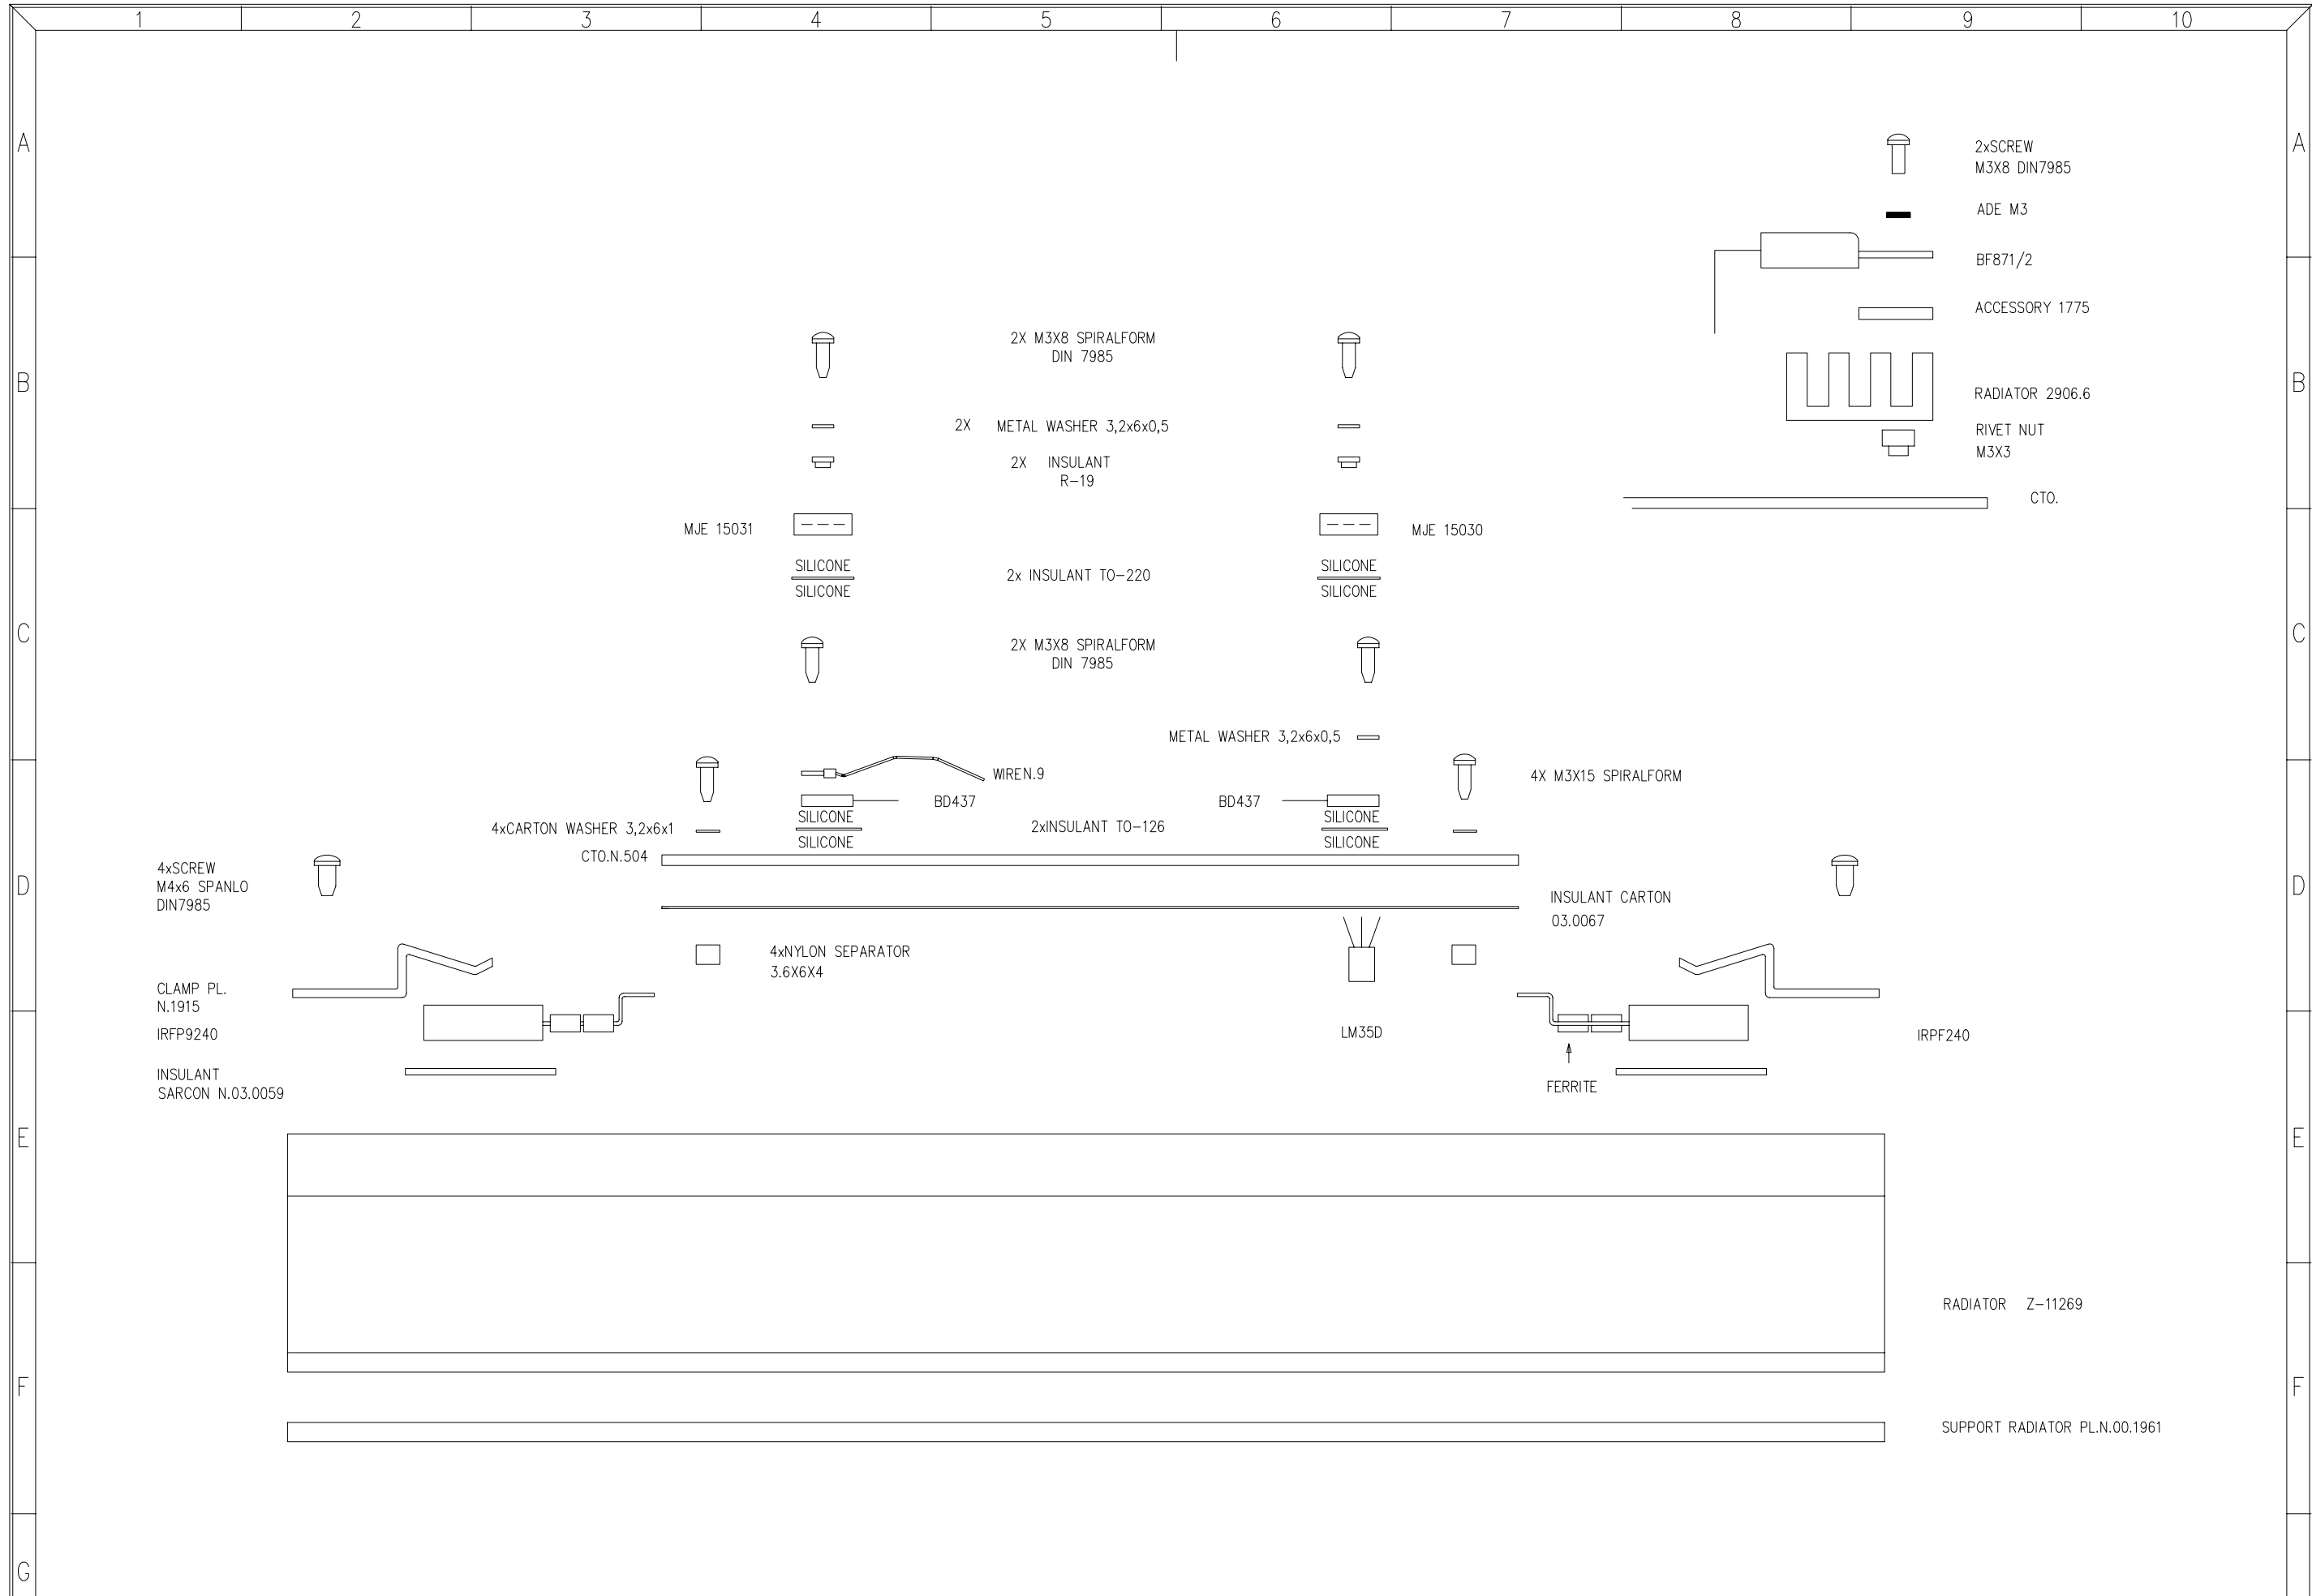 1 2 3 4 5 6 7 8 9 10
A A
2xSCREW
M3X8 DIN7985
ADE M3
BF871/2
ACCESSORY 1775
2X M3X8 SPIRALFORM
DIN 7985
B B
RADIATOR 2906.6
2X METAL WASHER 3,2x6x0,5
RIVET NUT
M3X3
2X INSULANT
R-19
CTO.
MJE 15031
MJE 15030
SILICONE
SILICONE
2x INSULANT TO-220
SILICONE
SILICONE
C C
2X M3X8 SPIRALFORM
DIN 7985
METAL WASHER 3,2x6x0,5
WIREN.9
4X M3X15 SPIRALFORM
BD437
BD437
4xCARTON WASHER 3,2x6x1
SILICONE
SILICONE
2xINSULANT TO-126
SILICONE
SILICONE
CTO.N.504
4xSCREW
M4x6 SPANLO
DIN7985
D D
INSULANT CARTON
03.0067
4xNYLON SEPARATOR
3.6X6X4
CLAMP PL.
N.1915
IRFP9240
LM35D
IRPF240
INSULANT
SARCON N.03.0059
FERRITE
E E
RADIATOR Z-11269
F F
SUPPORT RADIATOR PL.N.00.1961
G